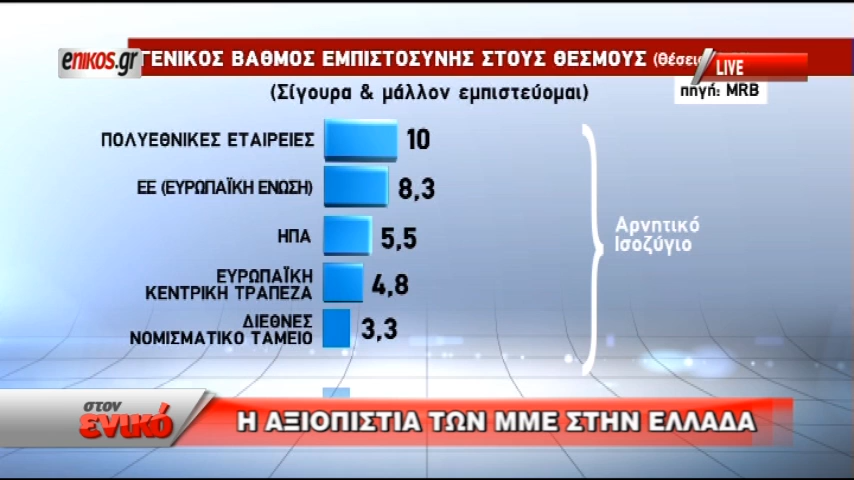 enikos.gr
ΓΕΝΙΚΟΣ ΒΑΘΜΟΣ ΕΜΠΙΣΤΟΣΥΝΗΣ ΣΤΟΥΣ ΘΕΣΜΟΥΣ
LIVE
(Σίγουρα & μάλλον εμπιστεύομαι)
πηγή: MRB
ΠΟΛΥΕΘΝΙΚΕΣ ΕΤΑΙΡΕΙΕΣ 10
ΕΕ (ΕΥΡΩΠΑΪΚΗ ΕΝΩΣΗ) 8,3
ΗΠΑ 5,5
ΕΥΡΩΠΑΪΚΗ
ΚΕΝΤΡΙΚΗ ΤΡΑΠΕΖΑ 4,8
ΔΙΕΘΝΕΣ
ΝΟΜΙΣΜΑΤΙΚΟ ΤΑΜΕΙΟ 3,3
Αρνητικό
Ισοζύγιο
στον
ενικό
Η ΑΞΙΟΠΙΣΤΙΑ ΤΩΝ ΜΜΕ ΣΤΗΝ ΕΛΛΑΔΑ